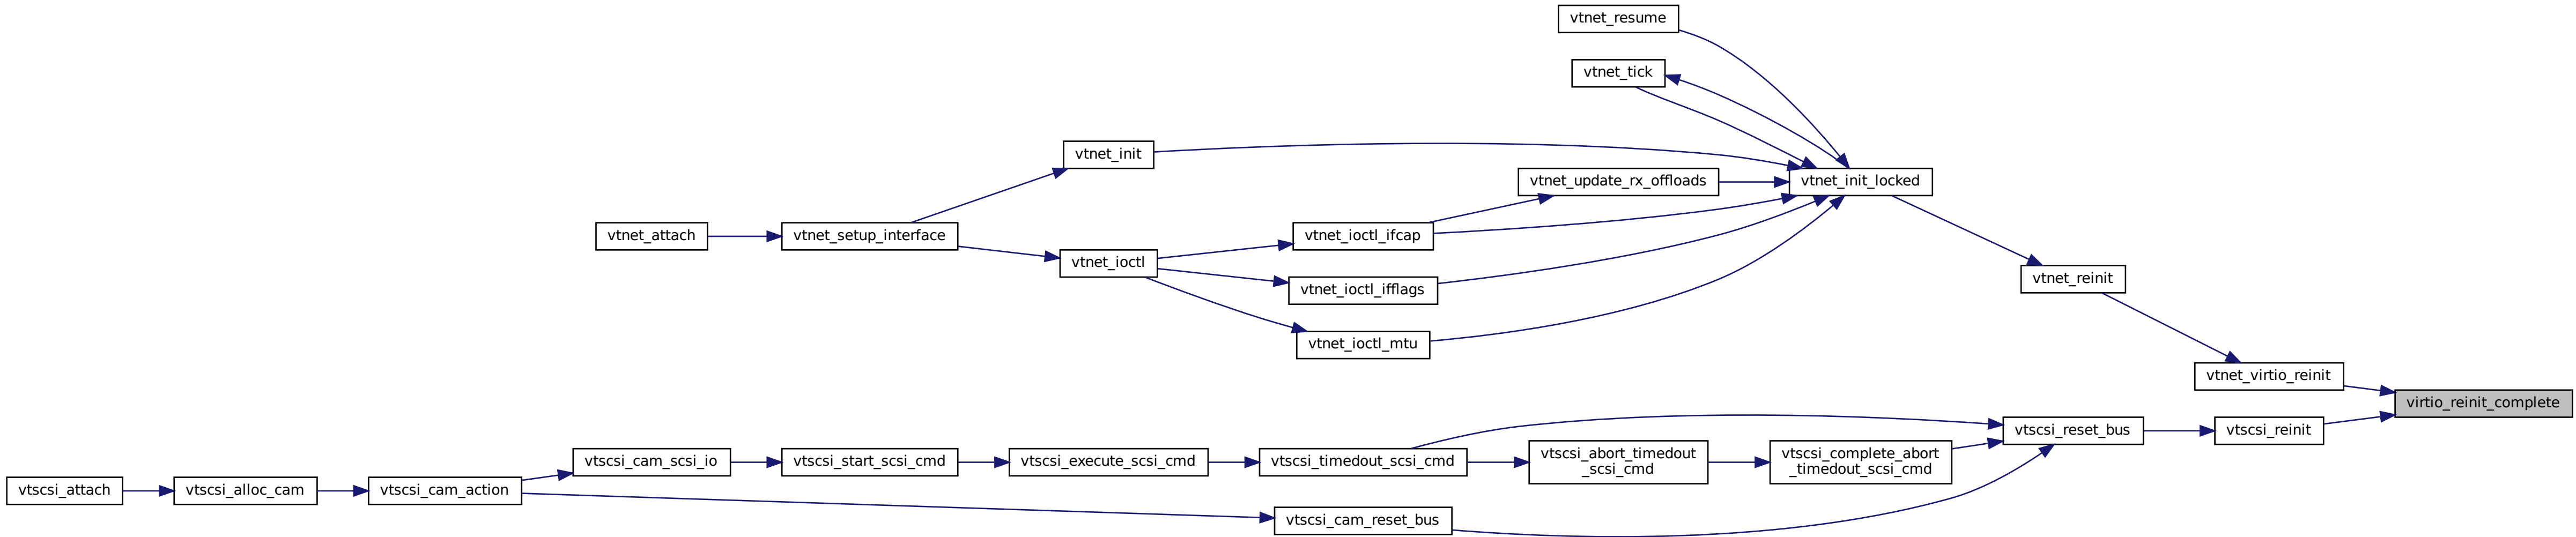 vtnet_resume
vtnet_tick
vtnet_init
vtnet_update_rx_offloads
vtnet_init_locked
vtnet_attach
vtnet_setup_interface
vtnet_ioctl_ifcap
vtnet_ioctl
vtnet_reinit
vtnet_ioctl_ifflags
vtnet_ioctl_mtu
vtnet_virtio_reinit
virtio_reinit_complete
vtscsi_reset_bus
vtscsi_reinit
vtscsi_cam_scsi_io
vtscsi_start_scsi_cmd
vtscsi_execute_scsi_cmd
vtscsi_timedout_scsi_cmd
vtscsi_abort_timedout
_scsi_cmd
vtscsi_complete_abort
_timedout_scsi_cmd
vtscsi_attach
vtscsi_alloc_cam
vtscsi_cam_action
vtscsi_cam_reset_bus